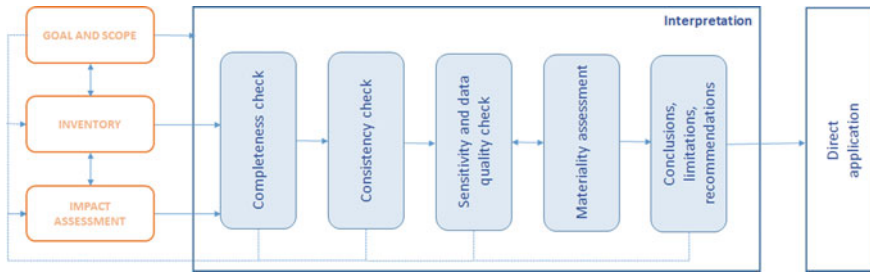 GOAL AND SCOPE
INVENTORY
IMPACT
ASSESSMENT
Interpretation
Completeness check
Consistency check
Sensitivity and data
quality check
Materiality assessment
Conclusions,
limitations,
recommendations
Direct
application